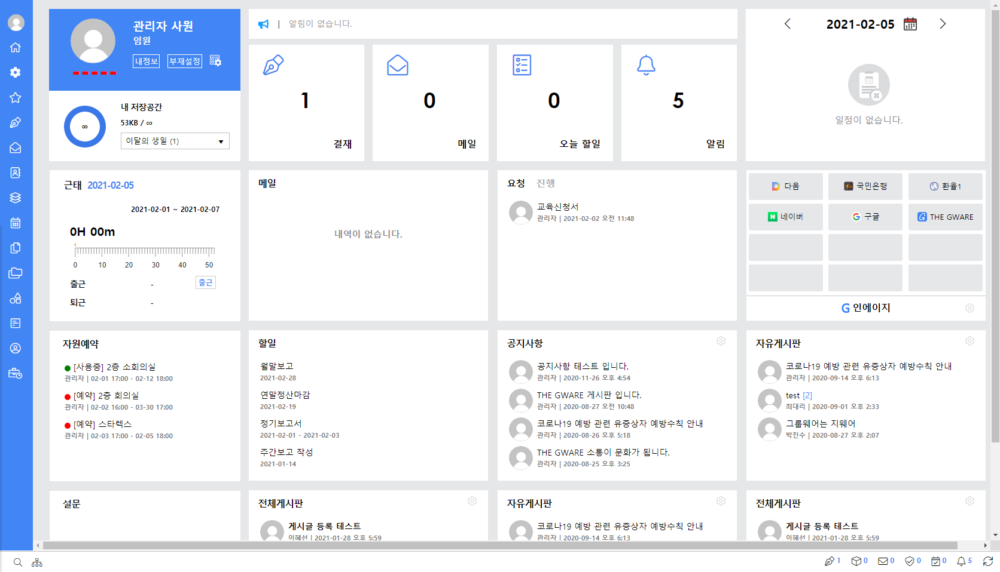 관리자 사원
임원
내정보
부재설정
내 저장공간
∞
53KB / ∞
이달의 생일 (1)
알림이 없습니다.
1
결재
0
메일
0
오늘 할일
5
알림
2021-02-05
일정이 없습니다.
근태 2021-02-05
2021-02-01 ~ 2021-02-07
0H 00m
0 10 20 30 40 50
출근 - 출근
퇴근 -
메일
내역이 없습니다.
요청 진행
교육신청서
관리자 | 2021-02-02 오전 11:48
다음 국민은행 환율1
네이버 구글 THE GWARE
G 인에이지
자원예약
[사용중] 2층 소회의실
관리자 | 02-01 17:00 - 02-12 18:00
[예약] 2층 회의실
관리자 | 02-02 16:00 - 03-30 17:00
[예약] 스타렉스
관리자 | 02-03 17:00 - 02-05 18:00
할일
월말보고
2021-02-28
연말정산마감
2021-02-19
정기보고서
2021-02-01 - 2021-02-03
주간보고 작성
2021-01-14
공지사항
공지사항 테스트 입니다.
관리자 | 2020-11-26 오후 4:54
THE GWARE 게시판 입니다.
관리자 | 2020-08-27 오전 10:48
코로나19 예방 관련 유증상자 예방수칙 안내
관리자 | 2020-08-26 오후 5:18
THE GWARE 소통이 문화가 됩니다.
관리자 | 2020-08-25 오후 3:25
자유게시판
코로나19 예방 관련 유증상자 예방수칙 안내
관리자 | 2020-09-14 오후 6:13
test [2]
최대리 | 2020-09-01 오후 2:33
그룹웨어는 지웨어
박진수 | 2020-08-27 오후 2:07
설문
전체게시판
게시글 등록 테스트
이혜선 | 2021-01-28 오후 5:59
자유게시판
코로나19 예방 관련 유증상자 예방수칙 안내
관리자 | 2020-09-14 오후 6:13
전체게시판
게시글 등록 테스트
이혜선 | 2021-01-28 오후 5:59
1 0 0 0 0 5